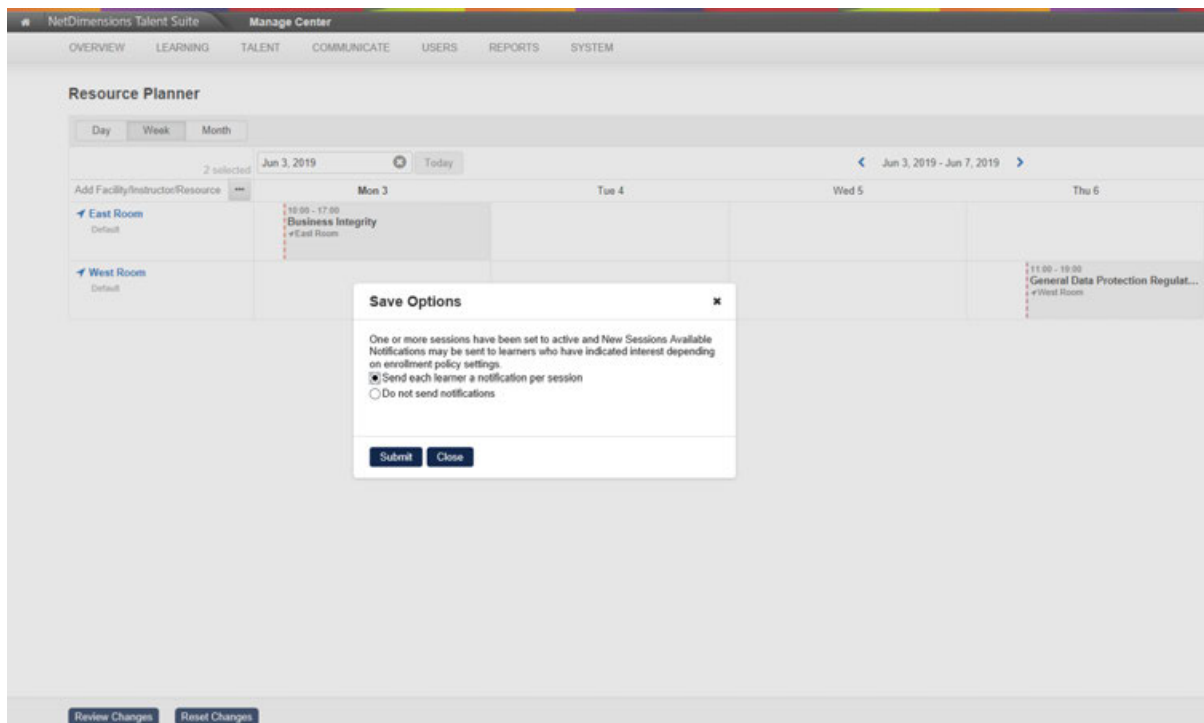 NetDimensions Talent Suite Manage Center
OVERVIEW LEARNING TALENT COMMUNICATE USERS REPORTS SYSTEM
Resource Planner
Day Week Month
2 selected Jun 3, 2019 Today Jun 3, 2019 - Jun 7, 2019
Add Facility/Instructor/Resource Mon 3 Tue 4 Wed 5 Thu 6
East Room
Default
10:00 - 17:00
Business Integrity
East Room
West Room
Default
11:00 - 19:00
General Data Protection Regulat...
West Room
Save Options
One or more sessions have been set to active and New Sessions Available
Notifications may be sent to learners who have indicated interest depending
on enrollment policy settings.
Send each learner a notification per session
Do not send notifications
Submit Close
Review Changes Reset Changes